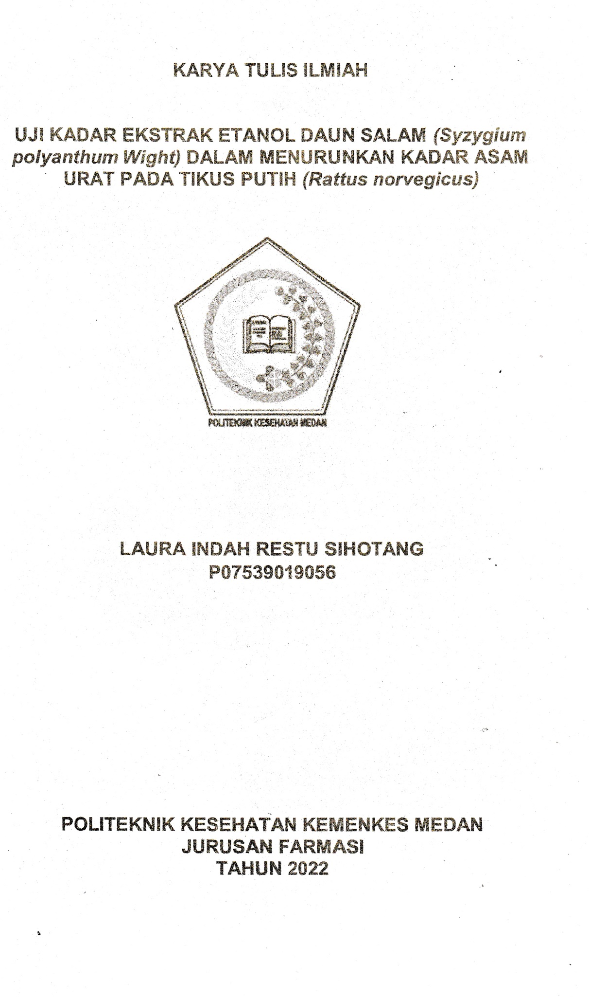 KARYA TULIS ILMIAH
UJI KADAR EKSTRAK ETANOL DAUN SALAM (Syzygium
polyanthum Wight) DALAM MENURUNKAN KADAR ASAM
URAT PADA TIKUS PUTIH (Rattus norvegicus)
POLITEKNIK KESEHATAN MEDAN
LAURA INDAH RESTU SIHOTANG
P07539019056
POLITEKNIK KESEHATAN KEMENKES MEDAN
JURUSAN FARMASI
TAHUN 2022